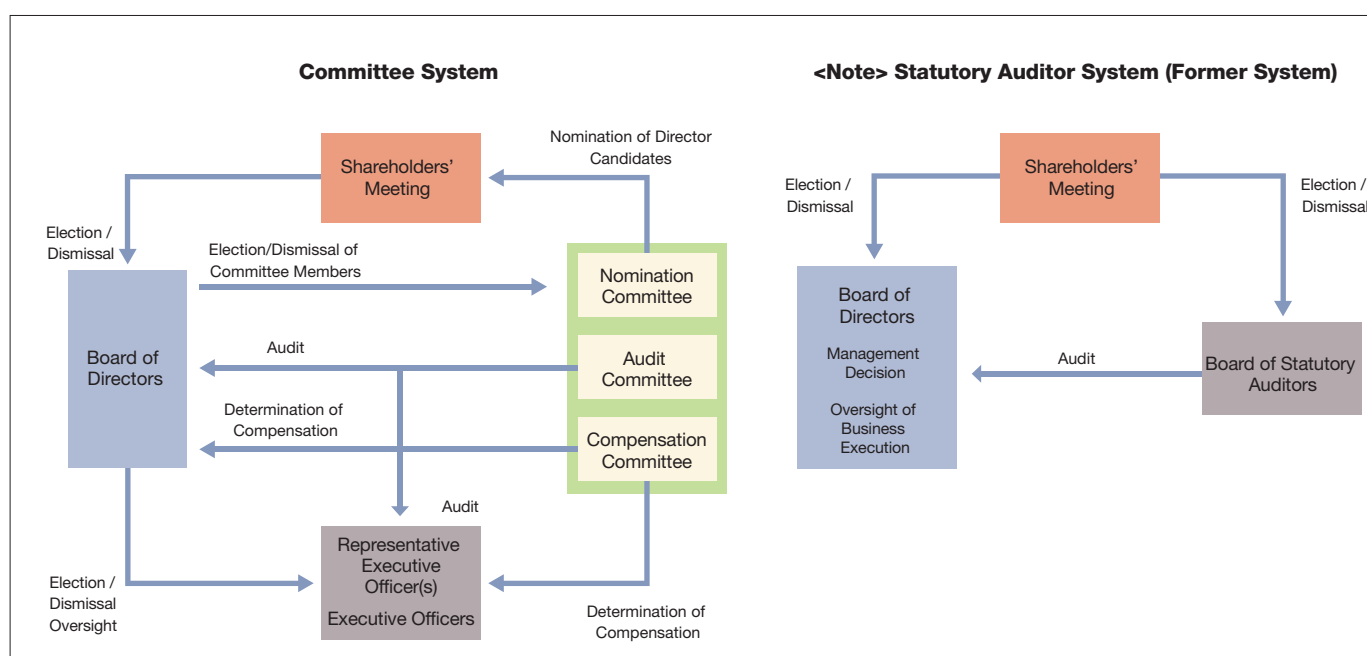 Committee System
Nomination of Director
Candidates
Shareholders'
Meeting
Election /
Dismissal
Election/Dismissal of
Committee Members
Nomination
Committee
Board of
Directors
Audit
Audit
Committee
Determination of
Compensation
Compensation
Committee
Audit
Representative
Executive
Officer(s)
Executive Officers
Election /
Dismissal
Oversight
Determination of
Compensation
<Note> Statutory Auditor System (Former System)
Shareholders'
Meeting
Election /
Dismissal
Election /
Dismissal
Board of
Directors
Management
Decision
Oversight of
Business
Execution
Audit
Board of Statutory
Auditors